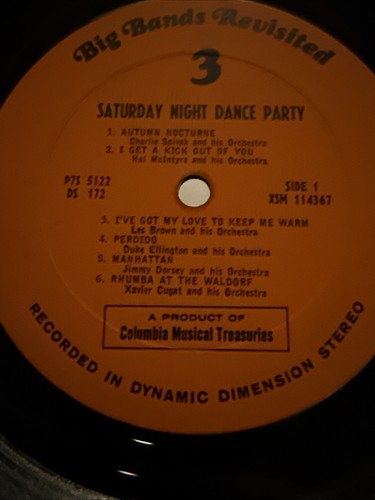 Big Bands Revisited
3
SATURDAY NIGHT DANCE PARTY
1. AUTUMN NOCTURNE
Charlie Spivak and his Orchestra
2. I GET A KICK OUT OF YOU
Hal McIntyre and his Orchestra
P7S 5122
DS 172
SIDE 1
XSM 114367
3. I'VE GOT MY LOVE TO KEEP ME WARM
Les Brown and his Orchestra
4. PERDIDO
Duke Ellington and his Orchestra
5. MANHATTAN
Jimmy Dorsey and his Orchestra
6. RHUMBA AT THE WALDORF
Xavier Cugat and his Orchestra
A PRODUCT OF
Columbia Musical Treasuries
RECORDED IN DYNAMIC DIMENSION STEREO